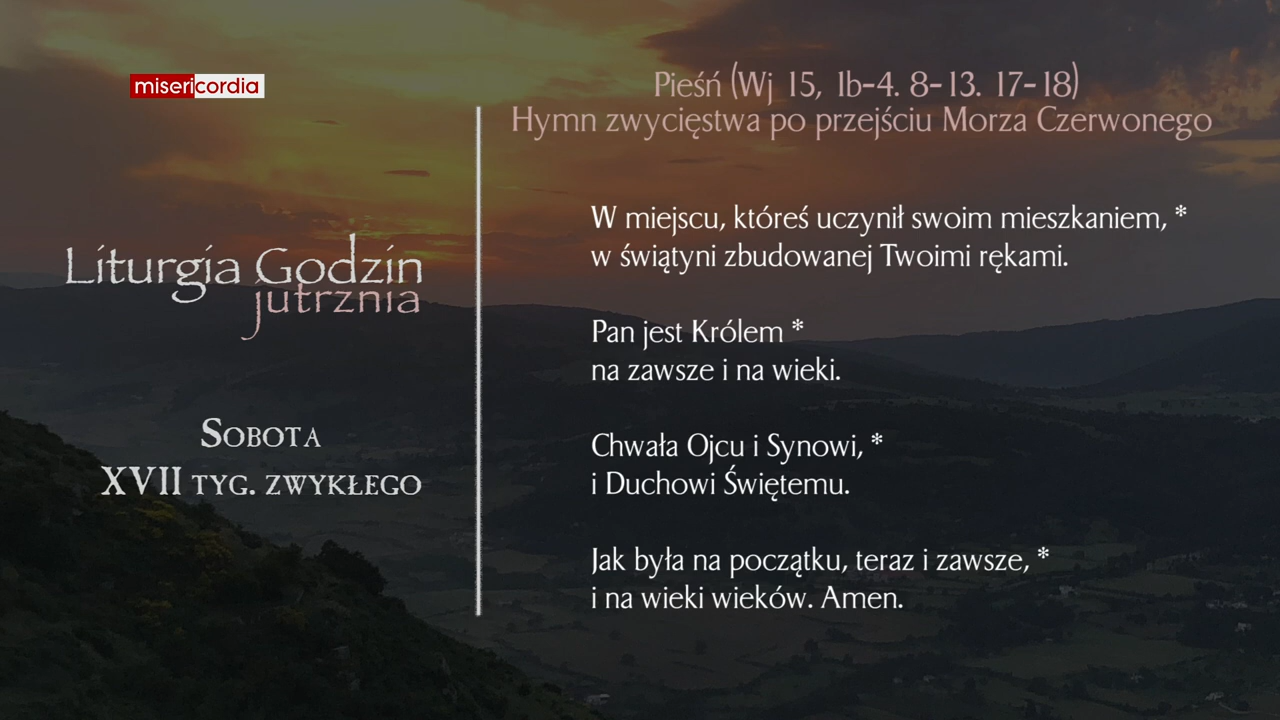 misericordia
Liturgia Godzin
jutrznia
Sobota
XVII tyg. zwykłego
Pieśń (Wj 15, 1b-4. 8-13. 17-18)
Hymn zwycięstwa po przejściu Morza Czerwonego
W miejscu, któreś uczynił swoim mieszkaniem, *
w świątyni zbudowanej Twoimi rękami.
Pan jest Królem *
na zawsze i na wieki.
Chwała Ojcu i Synowi, *
i Duchowi Świętemu.
Jak była na początku, teraz i zawsze, *
i na wieki wieków. Amen.